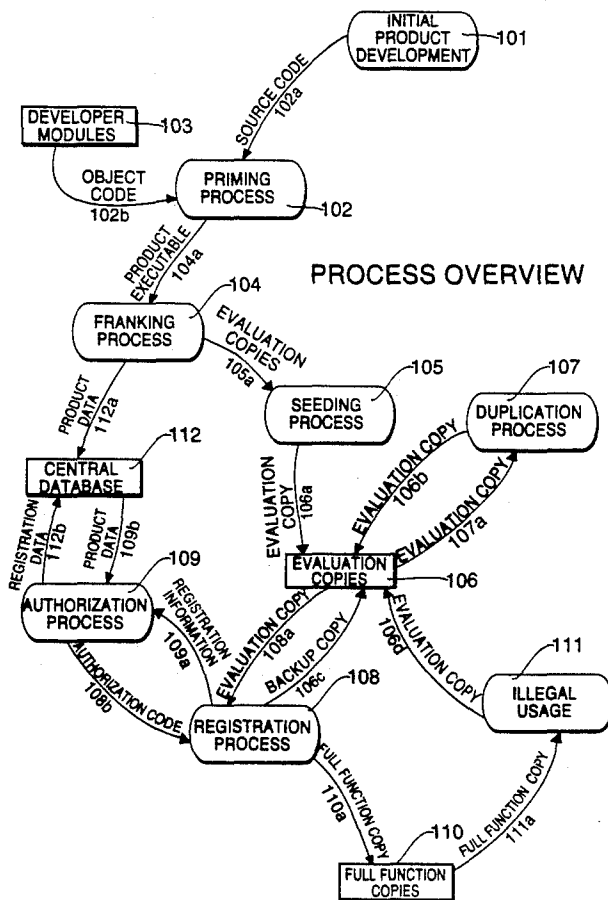 INITIAL
PRODUCT
DEVELOPMENT
101
SOURCE CODE
102a
DEVELOPER
MODULES
103
OBJECT
CODE
102b
PRIMING
PROCESS
102
PRODUCT
EXECUTABLE
104a
PROCESS OVERVIEW
104
FRANKING
PROCESS
EVALUATION
COPIES
105a
105
SEEDING
PROCESS
107
DUPLICATION
PROCESS
PRODUCT
DATA
112a
112
CENTRAL
DATABASE
EVALUATION
COPY
106a
EVALUATION COPY
106b
EVALUATION COPY
107a
REGISTRATION
DATA
112b
PRODUCT
DATA
109b
EVALUATION
COPIES
106
109
AUTHORIZATION
PROCESS
REGISTRATION
INFORMATION
109a
EVALUATION COPY
108a
BACKUP COPY
106c
EVALUATION COPY
106d
111
ILLEGAL
USAGE
AUTHORIZATION CODE
108b
108
REGISTRATION
PROCESS
FULL FUNCTION COPY
110a
FULL FUNCTION COPY
111a
110
FULL FUNCTION
COPIES